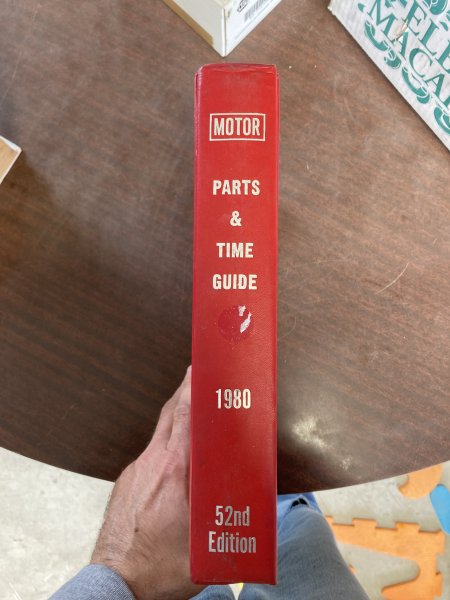 MOTOR
PARTS
&
TIME
GUIDE
1980
52nd
Edition